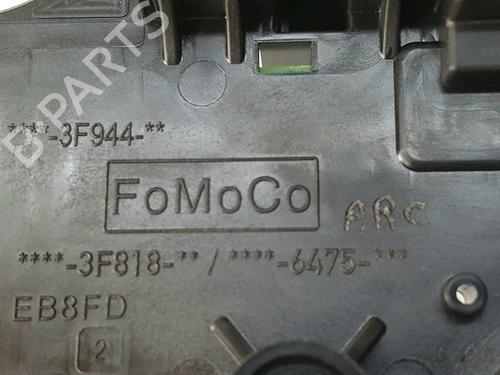 B PARTS
****-3F944-**
FoMoCo
ARC
****-3F818-** / ****-6475-***
EB8FD
2